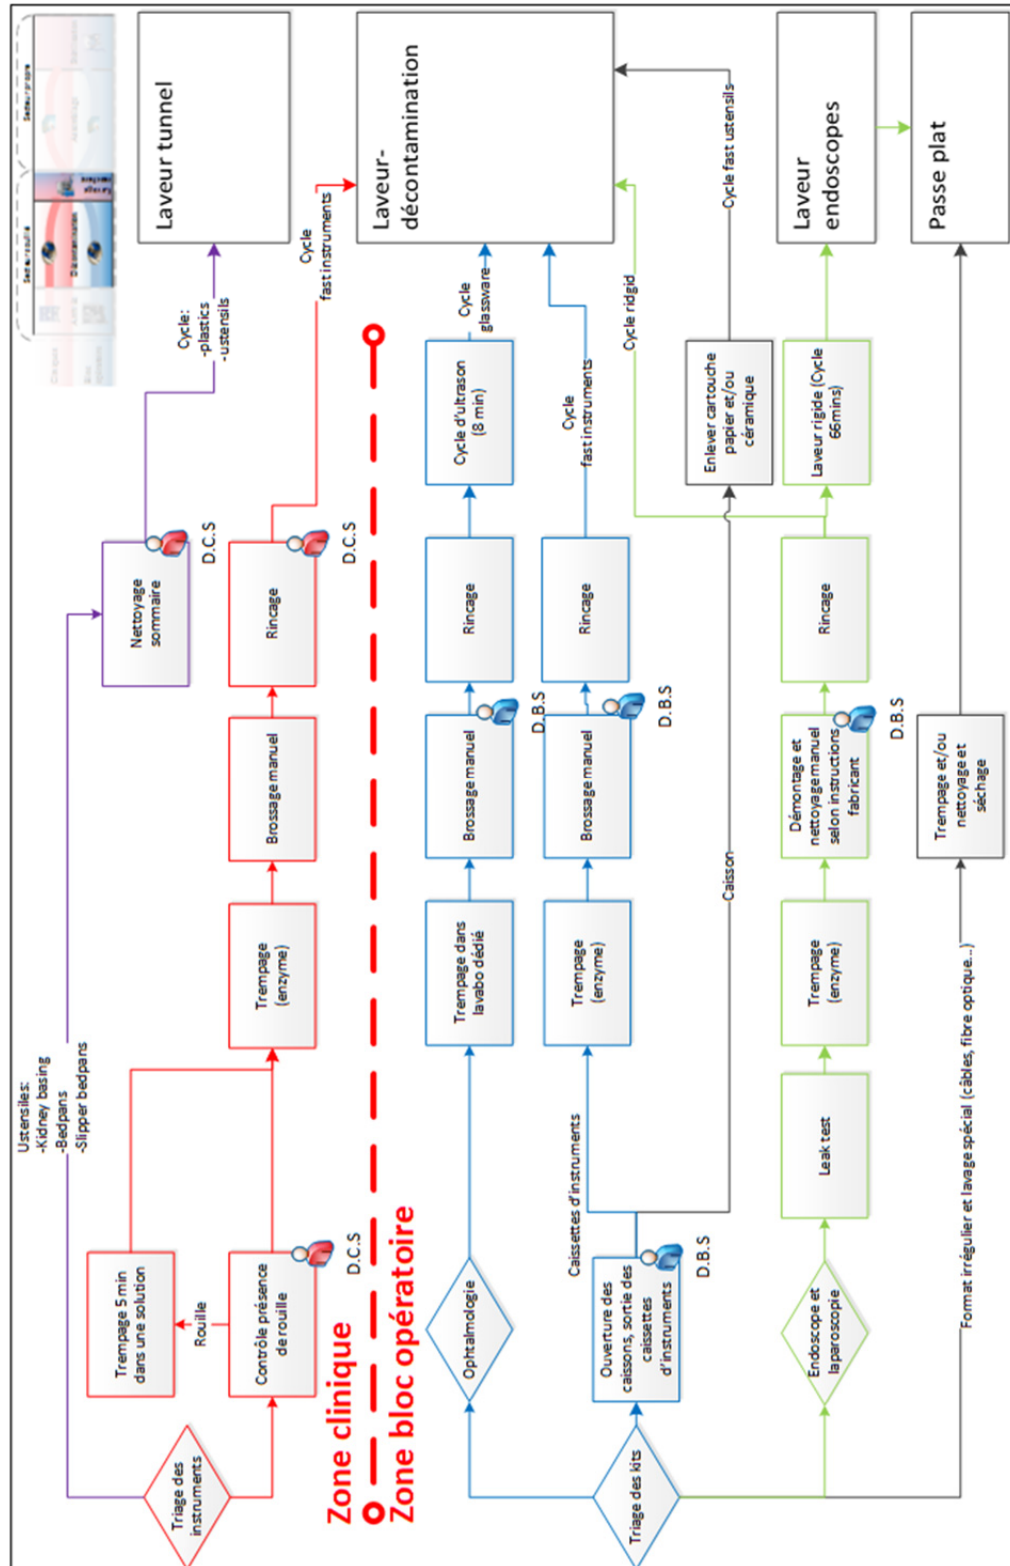 Ustensiles:
-Kidney basing
-Bedpans
-Slipper bedpans
Triage des
instruments
Trempage 5 min
dans une solution
Rouille
Contrôle présence
de rouille
D.C.S
Trempage
(enzyme)
Brossage manuel
Rincage
D.C.S
Cycle
fast instruments
Nettoyage
sommaire
D.C.S
Cycle:
-plastics
-ustensils
Laveur tunnel
Zone clinique
Zone bloc opératoire
Triage des kits
Ophtalmologie
Trempage dans
lavabo dédié
Brossage manuel
D.B.S
Rincage
Cycle d'ultrason
(8 min)
Cycle
glassware
Laveur-
décontamination
Ouverture des
caissons, sortie des
caissettes
d'instruments
D.B.S
Caissettes d'instruments
Trempage
(enzyme)
Brossage manuel
D.B.S
Rincage
Cycle
fast instruments
Caisson
Enlever cartouche
papier et/ou
céramique
Cycle fast ustensils
Endoscope et
laparoscopie
Leak test
Trempage
(enzyme)
Démontage et
nettoyage manuel
selon instructions
fabricant
D.B.S
Rincage
Cycle ridgid
Laveur rigide (Cycle
66mins)
Laveur
endoscopes
Format irrégulier et lavage spécial (câbles, fibre optique...)
Trempage et/ou
nettoyage et
séchage
Passe plat